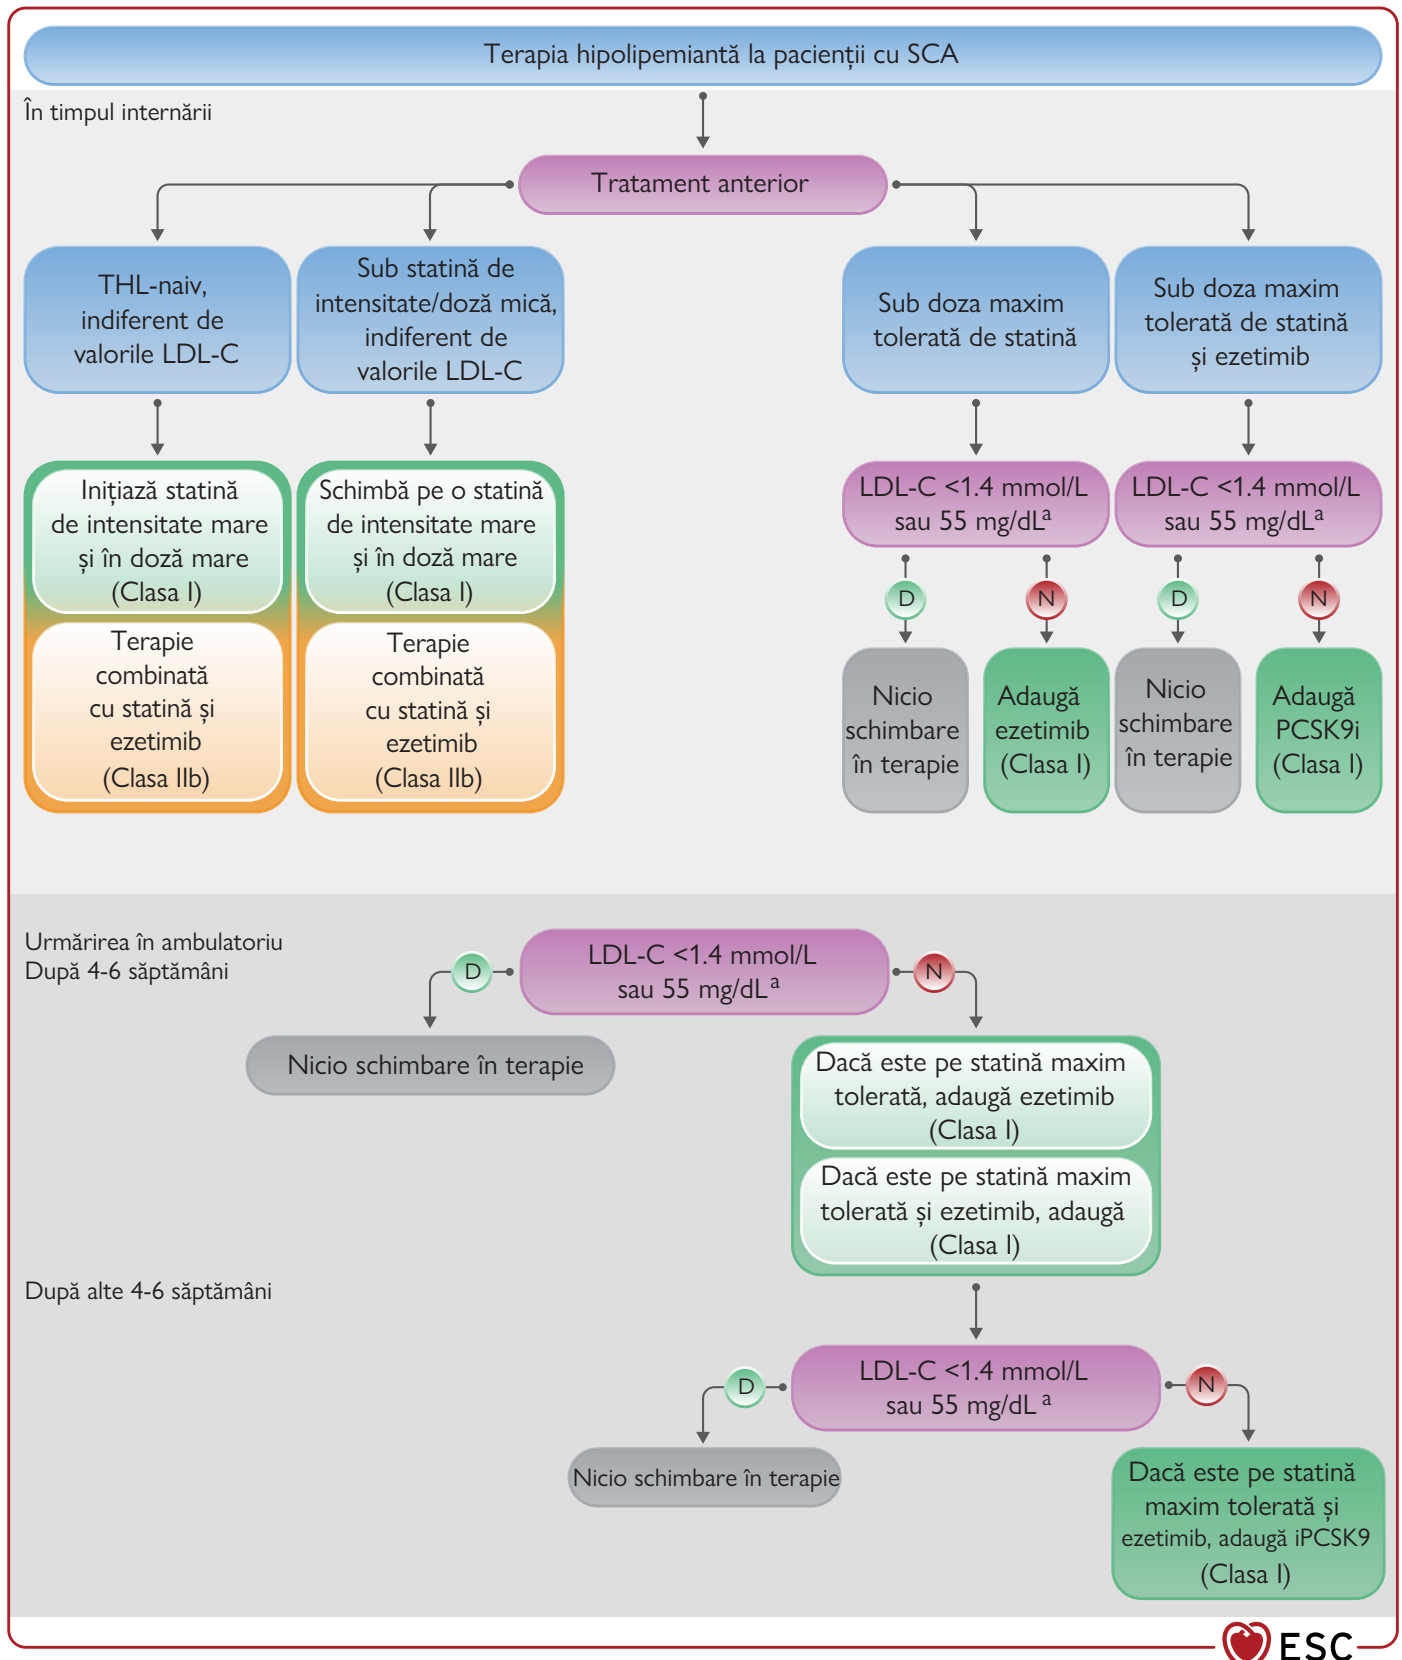 Terapia hipolipemiantă la pacienții cu SCA
În timpul internării
Tratament anterior
THL-naiv,
indiferent de
valorile LDL-C
Sub statină de
intensitate/doză mică,
indiferent de
valorile LDL-C
Sub doza maxim
tolerată de statină
Sub doza maxim
tolerată de statină
și ezetimib
Inițiază statină
de intensitate mare
și în doză mare
(Clasa I)
Terapie
combinată
cu statină și
ezetimib
(Clasa IIb)
Schimbă pe o statină
de intensitate mare
și în doză mare
(Clasa I)
Terapie
combinată
cu statină și
ezetimib
(Clasa IIb)
LDL-C <1.4 mmol/L
sau 55 mg/dLa
D
N
Nicio
schimbare
în terapie
Adaugă
ezetimib
(Clasa I)
LDL-C <1.4 mmol/L
sau 55 mg/dLa
D
N
Nicio
schimbare
în terapie
Adaugă
PCSK9i
(Clasa I)
Urmărirea în ambulatoriu
După 4-6 săptămâni
LDL-C <1.4 mmol/L
sau 55 mg/dLa
D
N
Nicio schimbare în terapie
Dacă este pe statină maxim
tolerată, adaugă ezetimib
(Clasa I)
Dacă este pe statină maxim
tolerată și ezetimib, adaugă
(Clasa I)
După alte 4-6 săptămâni
LDL-C <1.4 mmol/L
sau 55 mg/dL a
D
N
Nicio schimbare în terapie
Dacă este pe statină
maxim tolerată și
ezetimib, adaugă iPCSK9
(Clasa I)
ESC